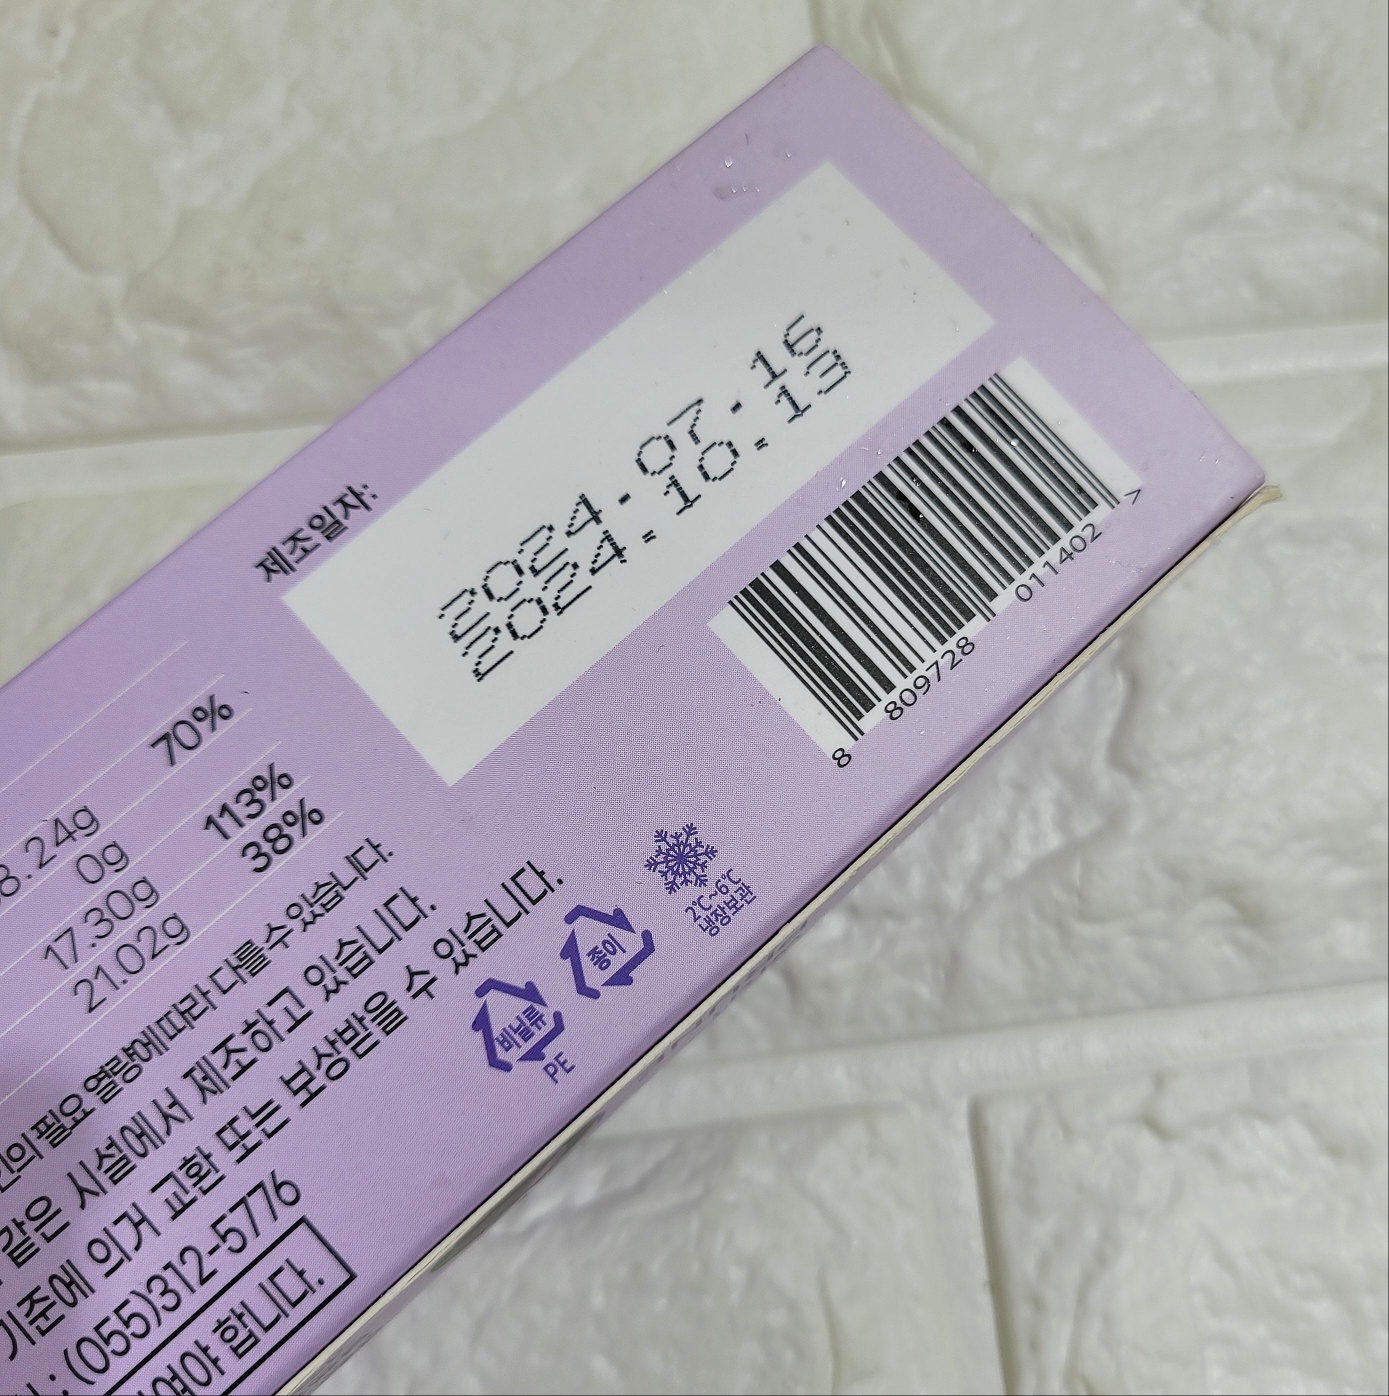 제조일자:
2024.07.16
2024.10.13
8 809728 011402 >
70%
8.24g
0g 113%
17.30g 38%
21.02g
필요 열량에 따라 다를 수 있습니다.
같은 시설에서 제조하고 있습니다.
기준에 의거 교환 또는 보상받을 수 있습니다.
: (055)312-5776
여야 합니다.
비닐류
PE
종이
2℃~6℃
냉장보관